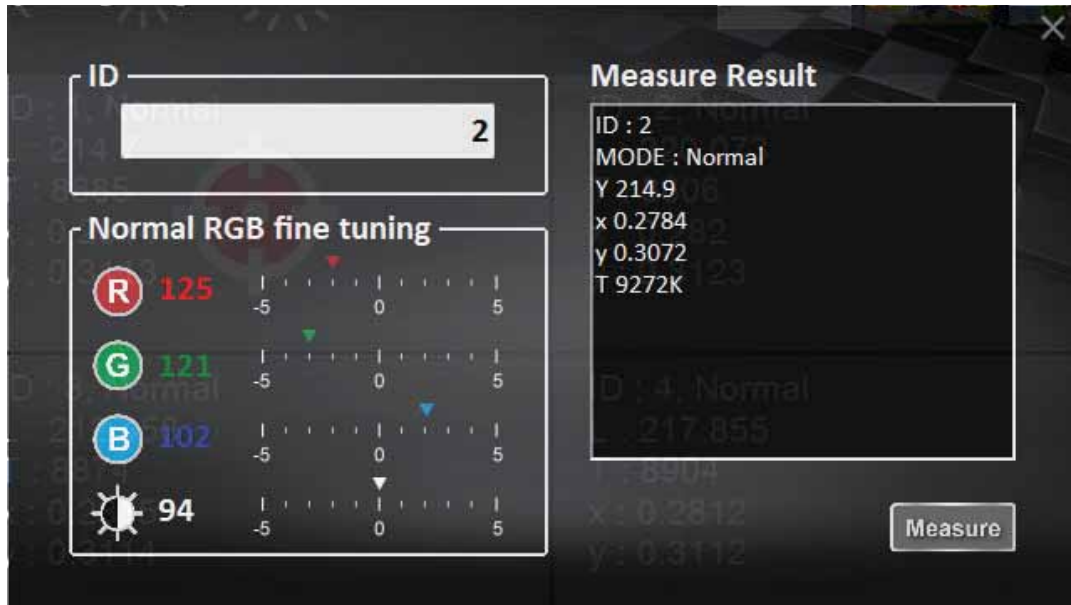 ID
2
Normal RGB fine tuning
R 125
-5 0 5
G 121
-5 0 5
B 102
-5 0 5
94
-5 0 5
Measure Result
ID : 2
MODE : Normal
Y 214.9
x 0.2784
y 0.3072
T 9272K
Measure
ID : 4, Normal
217.855
8904
x : 0.2812
y : 0.3112